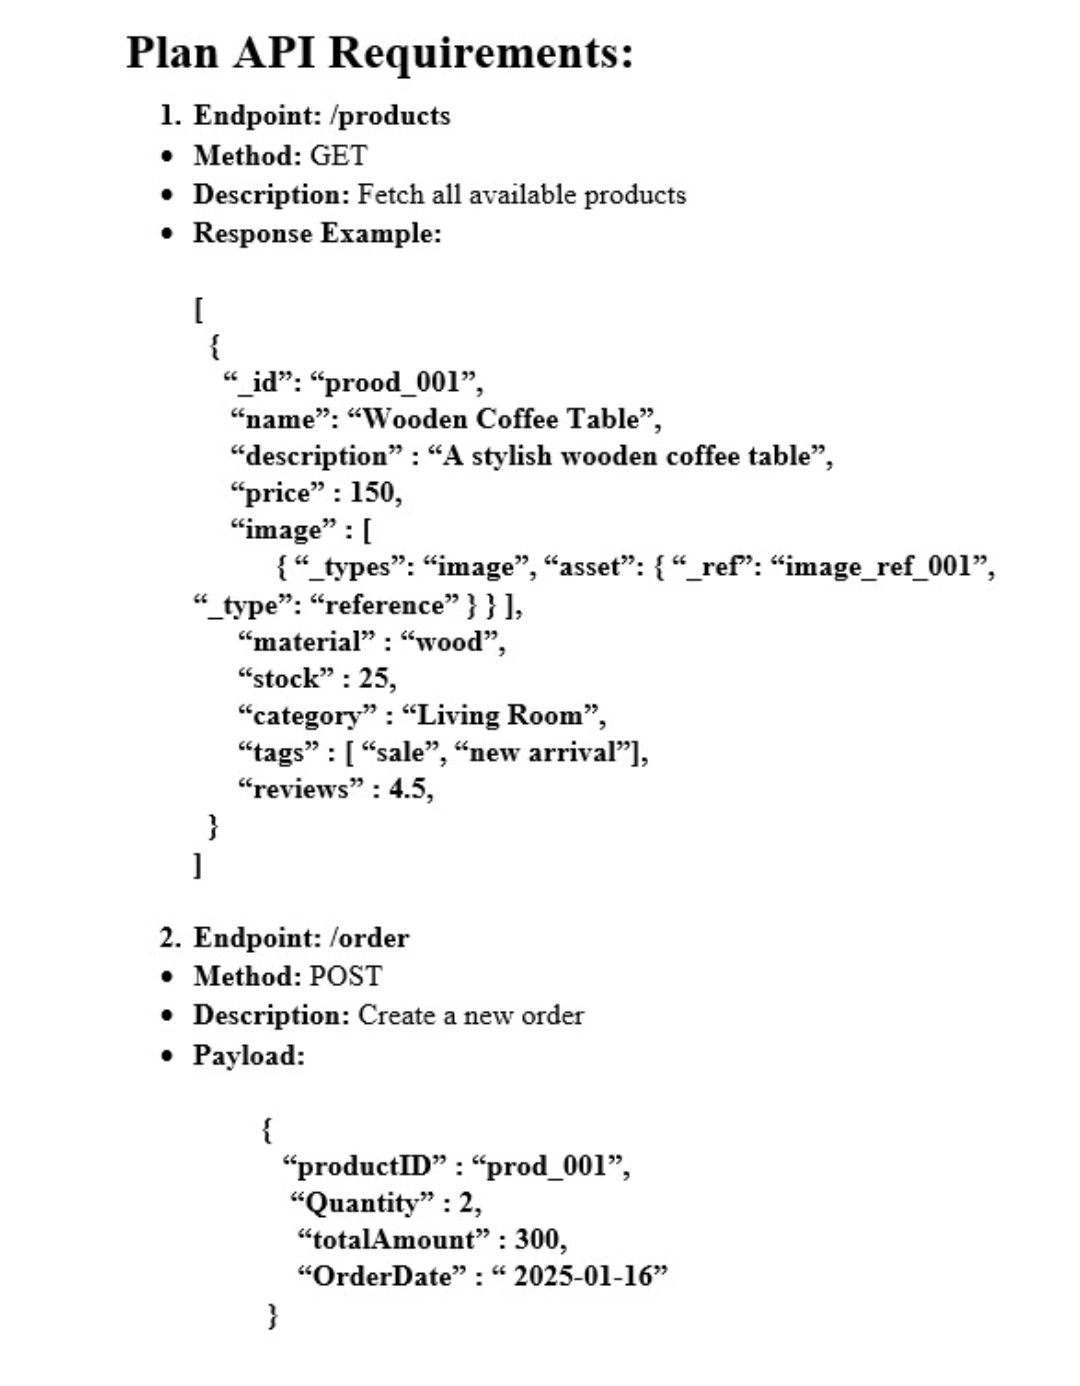 Plan API Requirements:
1. Endpoint: /products
• Method: GET
• Description: Fetch all available products
• Response Example:
[
{
“_id”: “prood_001”,
“name”: “Wooden Coffee Table”,
“description” : “A stylish wooden coffee table”,
“price” : 150,
“image” : [
{ “_types”: “image”, “asset”: { “_ref”: “image_ref_001”,
“_type”: “reference” } } ],
“material” : “wood”,
“stock” : 25,
“category” : “Living Room”,
“tags” : [ “sale”, “new arrival”],
“reviews” : 4.5,
}
]
2. Endpoint: /order
• Method: POST
• Description: Create a new order
• Payload:
{
“productID” : “prod_001”,
“Quantity” : 2,
“totalAmount” : 300,
“OrderDate” : “ 2025-01-16”
}